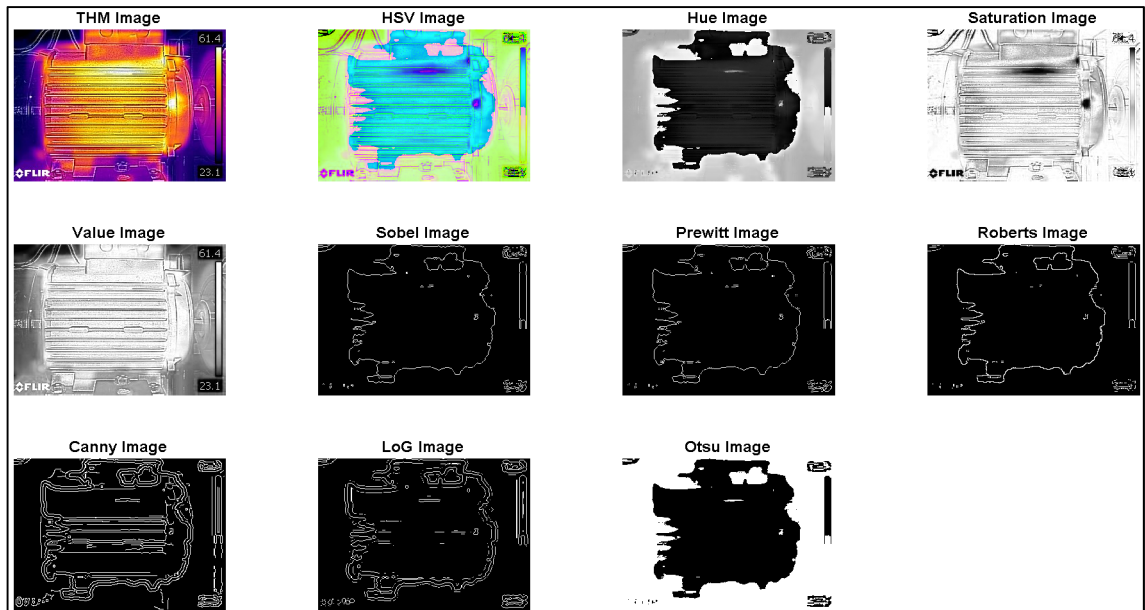 THM Image
HSV Image
Hue Image
Saturation Image
61.4
23.1
FLIR
FLIR
FLIR
Value Image
Sobel Image
Prewitt Image
Roberts Image
61.4
23.1
FLIR
Canny Image
LoG Image
Otsu Image